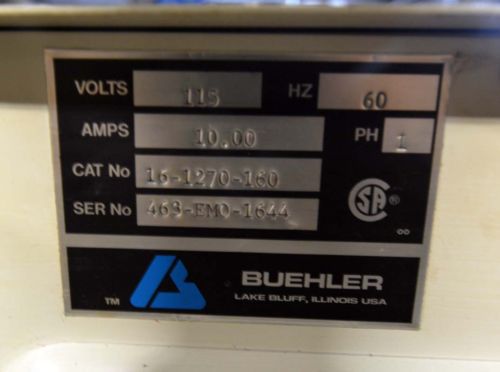 VOLTS 115 HZ 60
AMPS 10.00 PH 1
CAT No 16-1270-160
SER No 463-EMO-1644
CSA ®
BUEHLER
TM LAKE BLUFF, ILLINOIS USA